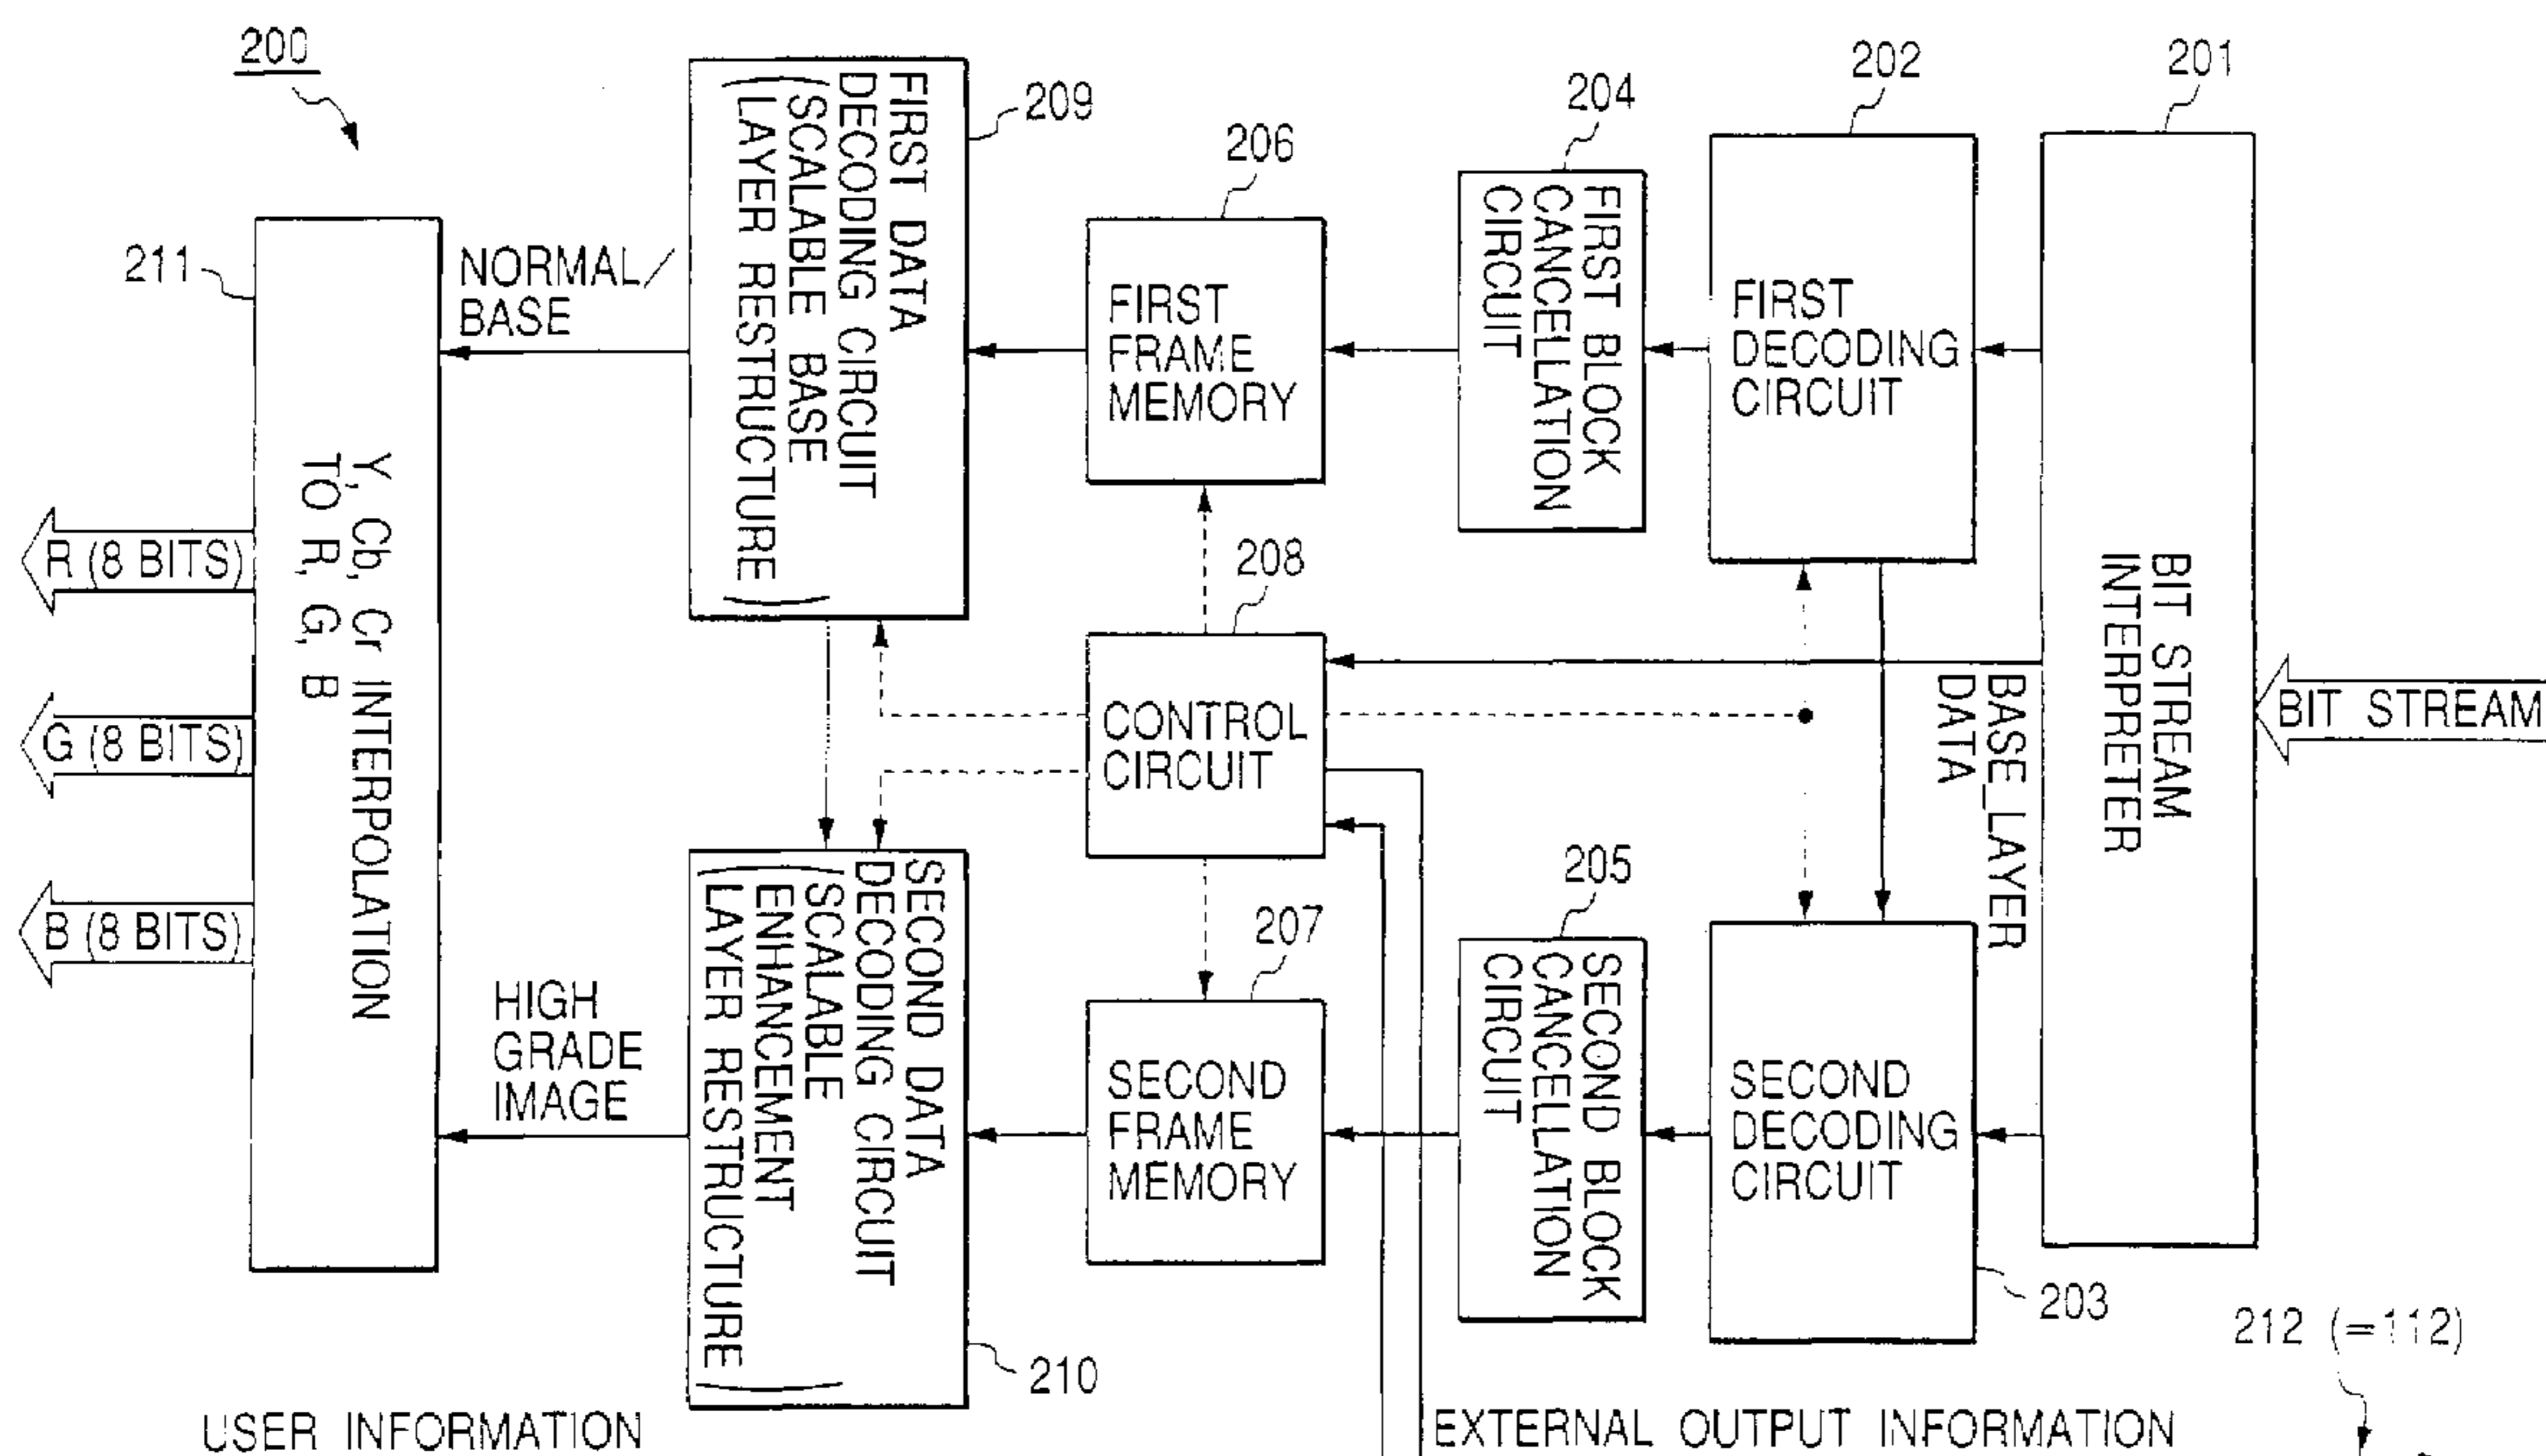 200
211
NORMAL/
BASE
Y, Cb, Cr INTERPOLATION
TO R, G, B
R (8 BITS)
G (8 BITS)
B (8 BITS)
HIGH
GRADE
IMAGE
209
FIRST DATA
DECODING CIRCUIT
(SCALABLE BASE
LAYER RESTRUCTURE)
SECOND DATA
DECODING CIRCUIT
(SCALABLE
ENHANCEMENT
LAYER RESTRUCTURE)
210
206
FIRST
FRAME
MEMORY
208
CONTROL
CIRCUIT
207
SECOND
FRAME
MEMORY
204
FIRST BLOCK
CANCELLATION
CIRCUIT
205
SECOND BLOCK
CANCELLATION
CIRCUIT
202
FIRST
DECODING
CIRCUIT
SECOND
DECODING
CIRCUIT
203
BASE_LAYER
DATA
201
BIT STREAM
INTERPRETER
BIT STREAM
212 (=112)
USER INFORMATION
EXTERNAL OUTPUT INFORMATION